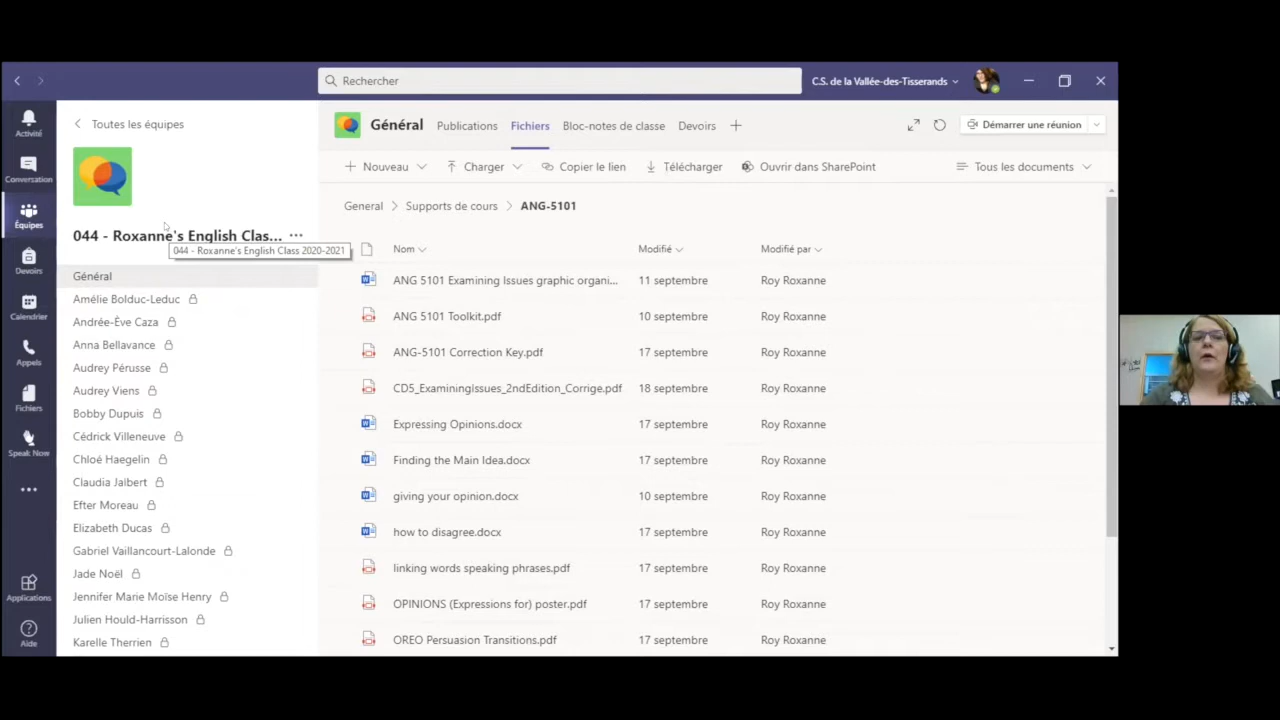 Rechercher
C.S. de la Vallée-des-Tisserands
Activité
Conversation
Équipes
Devoirs
Calendrier
Appels
Fichiers
Speak Now
Applications
Aide
Toutes les équipes
044 - Roxanne's English Clas... ···
044 - Roxanne's English Class 2020-2021
Général
Amélie Bolduc-Leduc
Andrée-Ève Caza
Anna Bellavance
Audrey Pérusse
Audrey Viens
Bobby Dupuis
Cédrick Villeneuve
Chloé Haegelin
Claudia Jalbert
Efter Moreau
Elizabeth Ducas
Gabriel Vaillancourt-Lalonde
Jade Noël
Jennifer Marie Moïse Henry
Julien Hould-Harrisson
Karelle Therrien
Général Publications Fichiers Bloc-notes de classe Devoirs
Démarrer une réunion
Nouveau Charger Copier le lien Télécharger Ouvrir dans SharePoint Tous les documents
General > Supports de cours > ANG-5101
Nom Modifié Modifié par
ANG 5101 Examining Issues graphic organi... 11 septembre Roy Roxanne
ANG 5101 Toolkit.pdf 10 septembre Roy Roxanne
ANG-5101 Correction Key.pdf 17 septembre Roy Roxanne
CD5_ExaminingIssues_2ndEdition_Corrige.pdf 18 septembre Roy Roxanne
Expressing Opinions.docx 17 septembre Roy Roxanne
Finding the Main Idea.docx 17 septembre Roy Roxanne
giving your opinion.docx 10 septembre Roy Roxanne
how to disagree.docx 17 septembre Roy Roxanne
linking words speaking phrases.pdf 17 septembre Roy Roxanne
OPINIONS (Expressions for) poster.pdf 17 septembre Roy Roxanne
OREO Persuasion Transitions.pdf 17 septembre Roy Roxanne